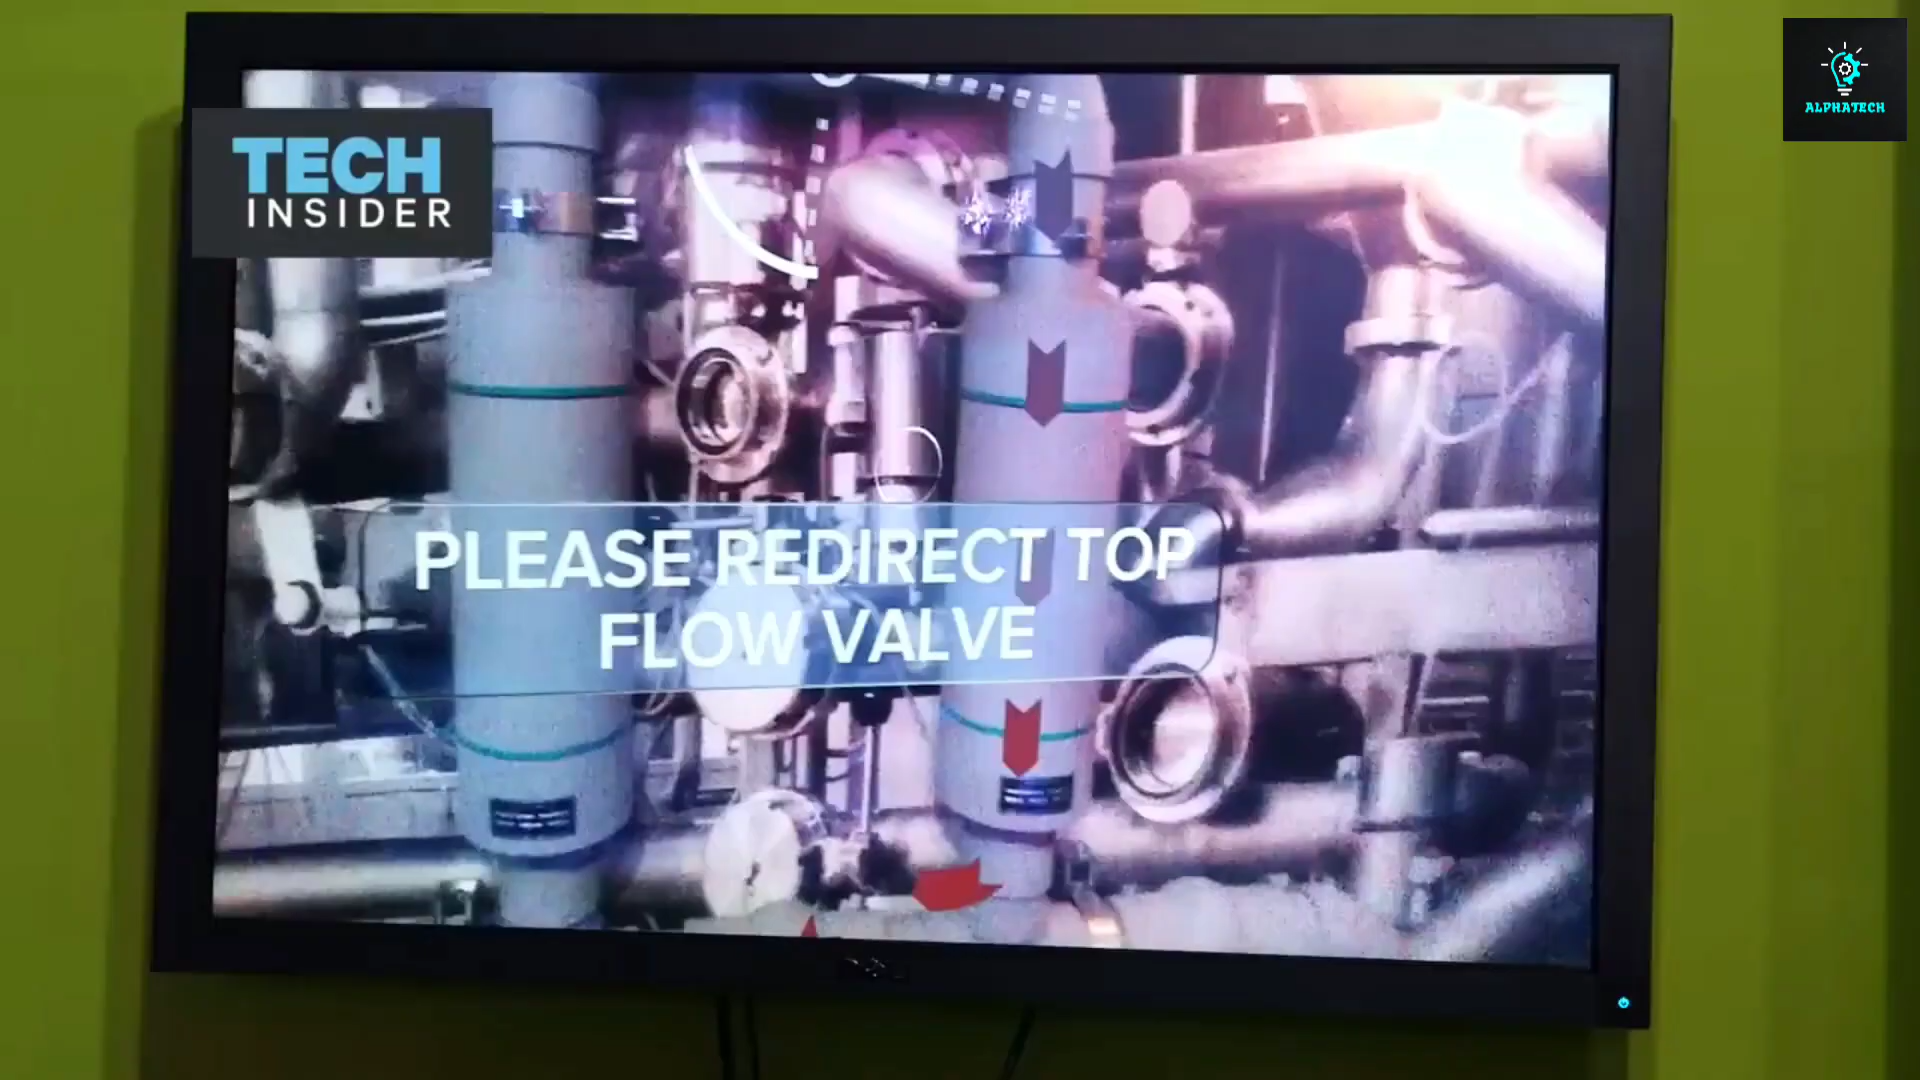 TECH
INSIDER
ALPHATECH
PLEASE REDIRECT TOP
FLOW VALVE